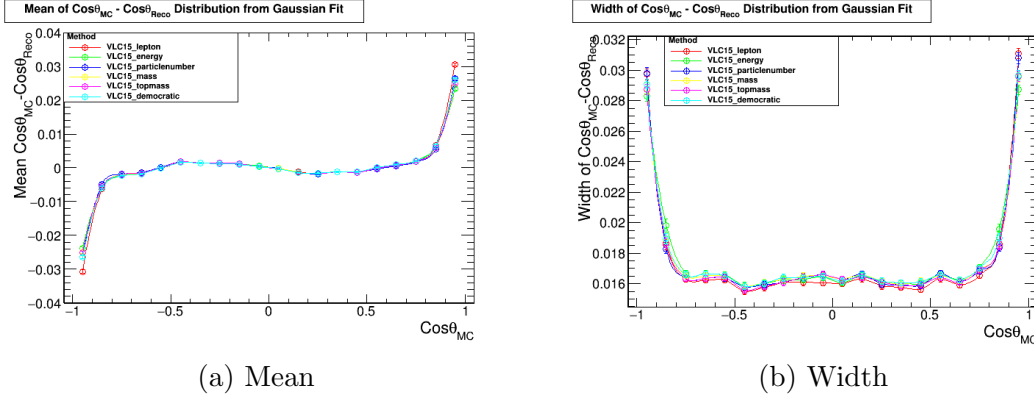 Mean of Cosθ_MC - Cosθ_Reco Distribution from Gaussian Fit
Mean Cosθ_MC-Cosθ_Reco
Method
VLC15_lepton
VLC15_energy
VLC15_particlenumber
VLC15_mass
VLC15_topmass
VLC15_democratic
0.04
0.03
0.02
0.01
0
−0.01
−0.02
−0.03
−0.04
−1 −0.5 0 0.5 1
Cosθ_MC
(a) Mean
Width of Cosθ_MC - Cosθ_Reco Distribution from Gaussian Fit
Width of Cosθ_MC-Cosθ_Reco
Method
VLC15_lepton
VLC15_energy
VLC15_particlenumber
VLC15_mass
VLC15_topmass
VLC15_democratic
0.032
0.03
0.028
0.026
0.024
0.022
0.02
0.018
0.016
−1 −0.5 0 0.5 1
Cosθ_MC
(b) Width